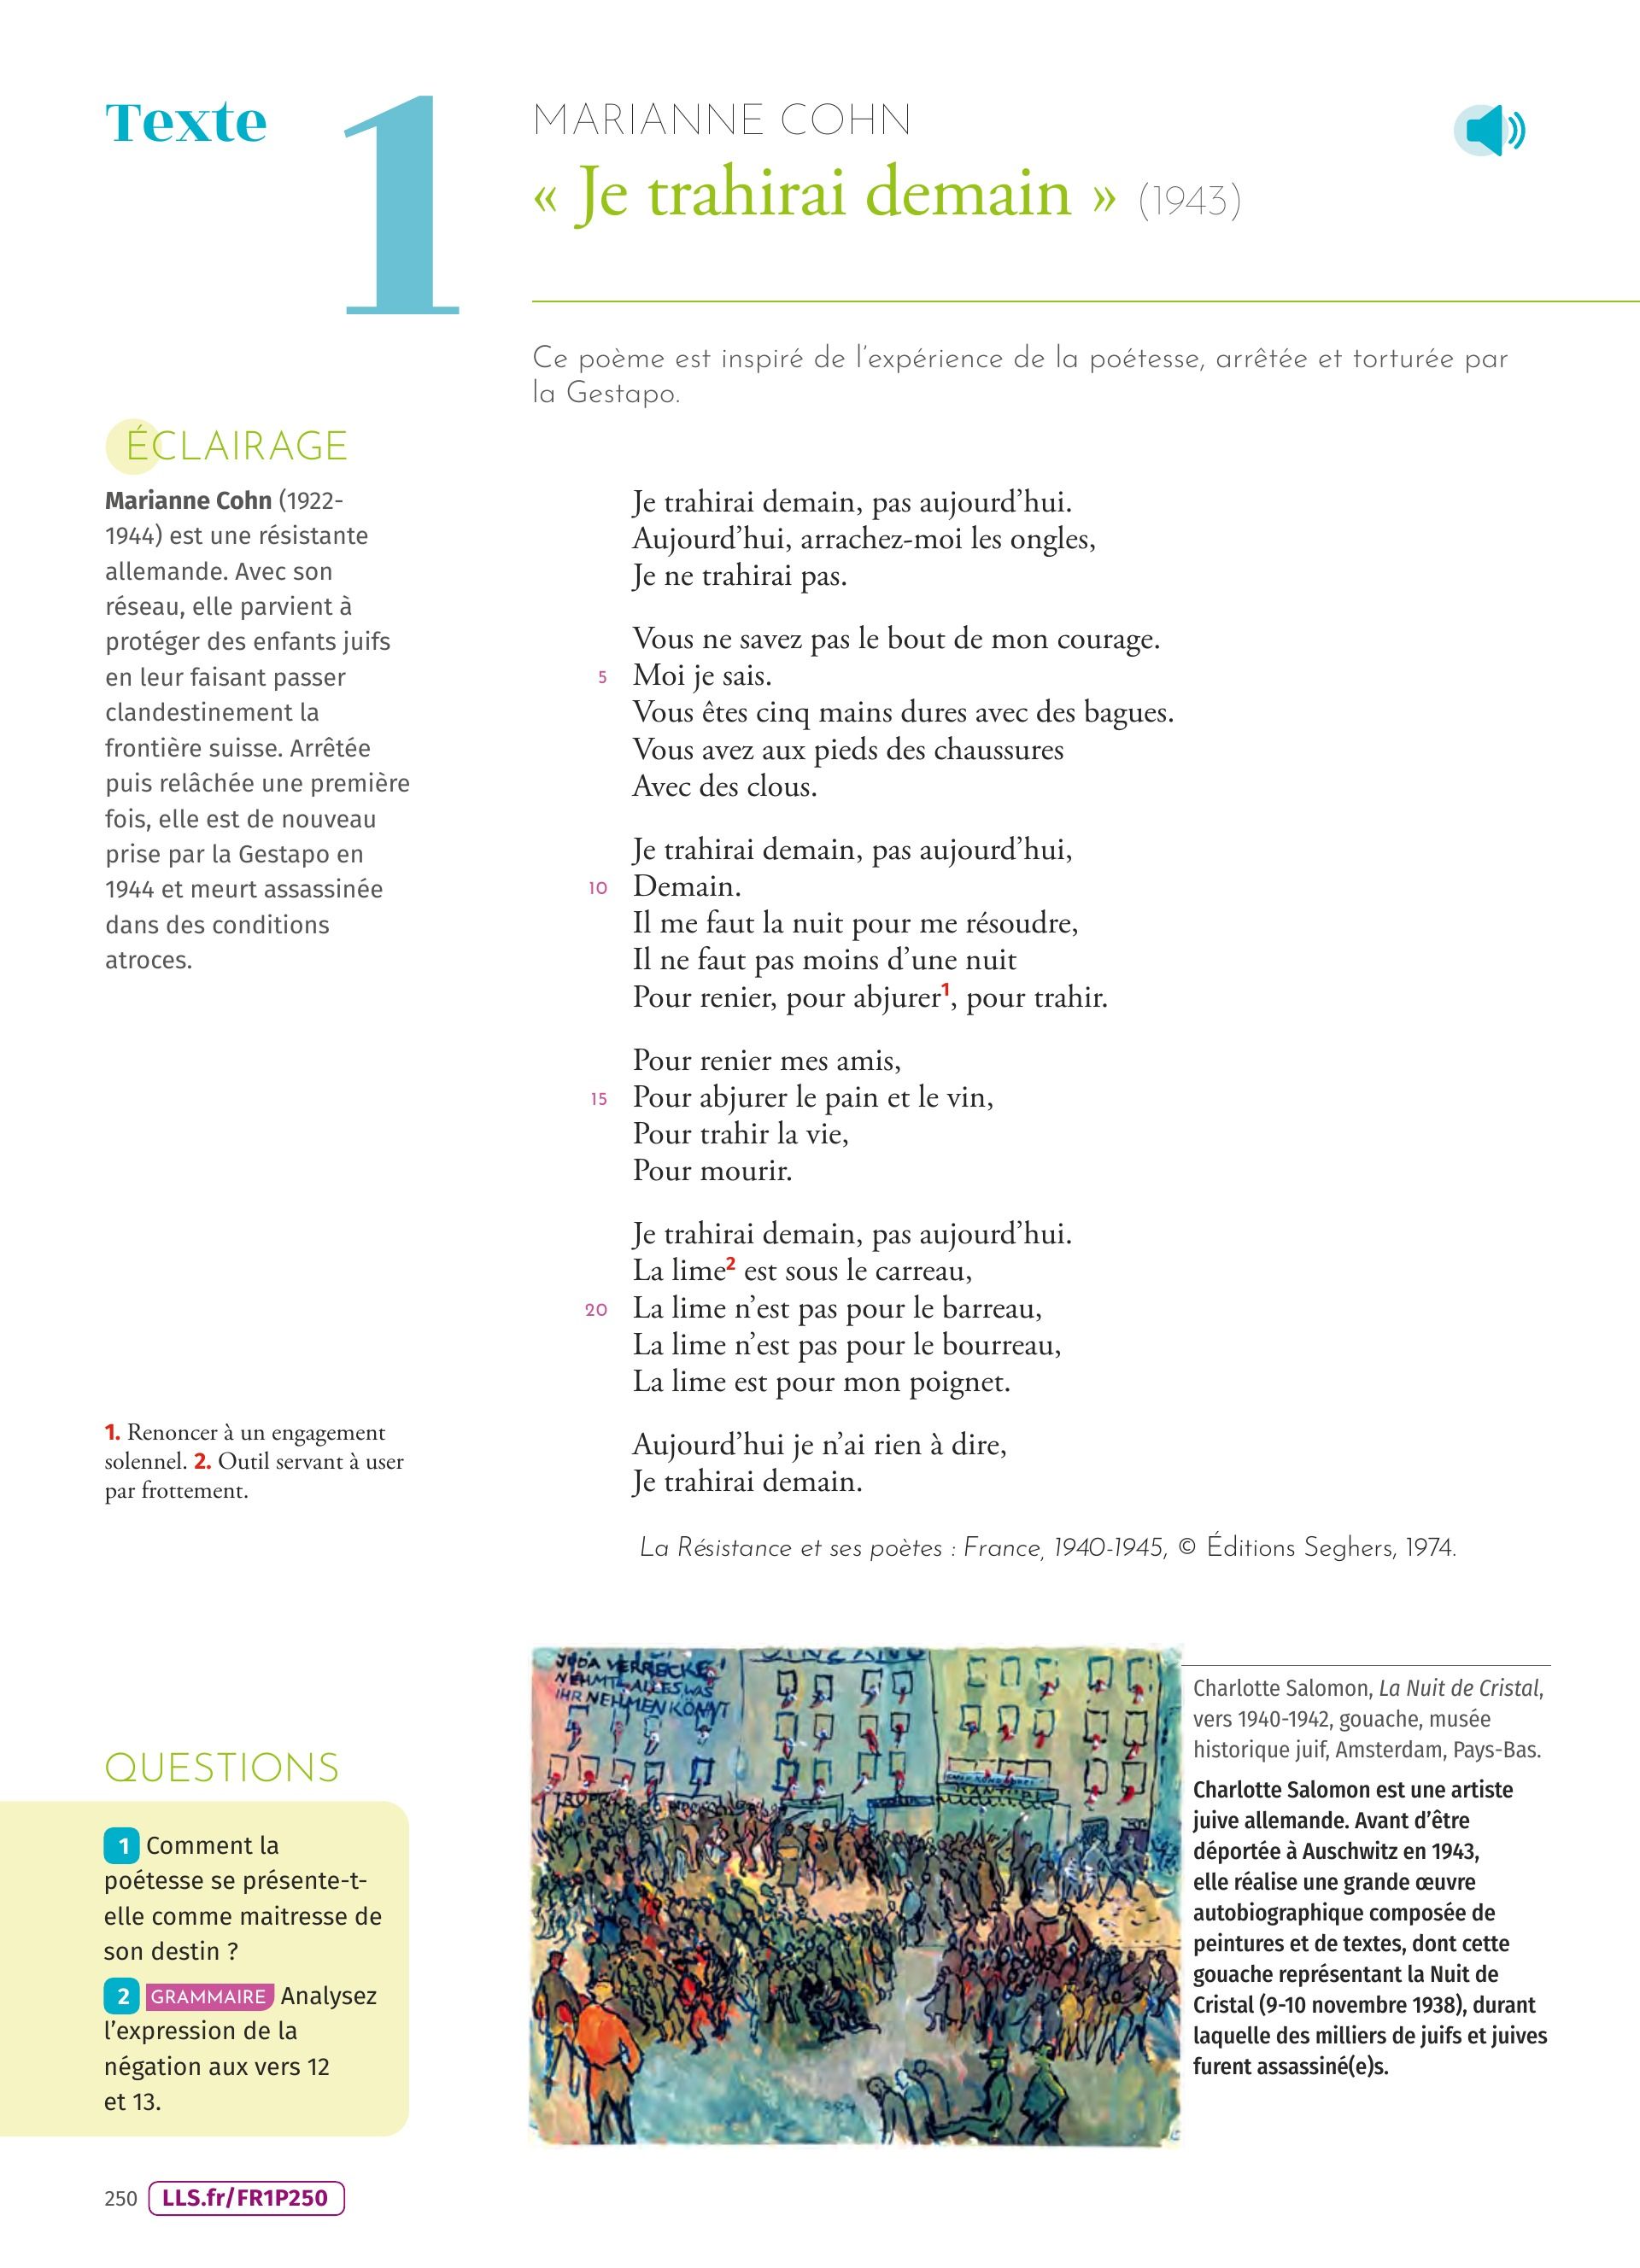 Texte 1
MARIANNE COHN
« Je trahirai demain » (1943)
Ce poème est inspiré de l'expérience de la poétesse, arrêtée et torturée par
la Gestapo.
ÉCLAIRAGE
Marianne Cohn (1922-
1944) est une résistante
allemande. Avec son
réseau, elle parvient à
protéger des enfants juifs
en leur faisant passer
clandestinement la
frontière suisse. Arrêtée
puis relâchée une première
fois, elle est de nouveau
prise par la Gestapo en
1944 et meurt assassinée
dans des conditions
atroces.
Je trahirai demain, pas aujourd'hui.
Aujourd'hui, arrachez-moi les ongles,
Je ne trahirai pas.
Vous ne savez pas le bout de mon courage.
5 Moi je sais.
Vous êtes cinq mains dures avec des bagues.
Vous avez aux pieds des chaussures
Avec des clous.
Je trahirai demain, pas aujourd'hui,
10 Demain.
Il me faut la nuit pour me résoudre,
Il ne faut pas moins d'une nuit
Pour renier, pour abjurer1, pour trahir.
Pour renier mes amis,
15 Pour abjurer le pain et le vin,
Pour trahir la vie,
Pour mourir.
Je trahirai demain, pas aujourd'hui.
La lime2 est sous le carreau,
20 La lime n'est pas pour le barreau,
La lime n'est pas pour le bourreau,
La lime est pour mon poignet.
Aujourd'hui je n'ai rien à dire,
Je trahirai demain.
La Résistance et ses poètes : France, 1940-1945, © Éditions Seghers, 1974.
1. Renoncer à un engagement
solennel. 2. Outil servant à user
par frottement.
QUESTIONS
1 Comment la
poétesse se présente-t-
elle comme maitresse de
son destin ?
2 GRAMMAIRE Analysez
l'expression de la
négation aux vers 12
et 13.
JUDA VERRECKE!
NEHMT ALLES WAS
IHR NEHMEN KÖNNT
Charlotte Salomon, La Nuit de Cristal,
vers 1940-1942, gouache, musée
historique juif, Amsterdam, Pays-Bas.
Charlotte Salomon est une artiste
juive allemande. Avant d'être
déportée à Auschwitz en 1943,
elle réalise une grande œuvre
autobiographique composée de
peintures et de textes, dont cette
gouache représentant la Nuit de
Cristal (9-10 novembre 1938), durant
laquelle des milliers de juifs et juives
furent assassiné(e)s.
250 LLS.fr/FR1P250